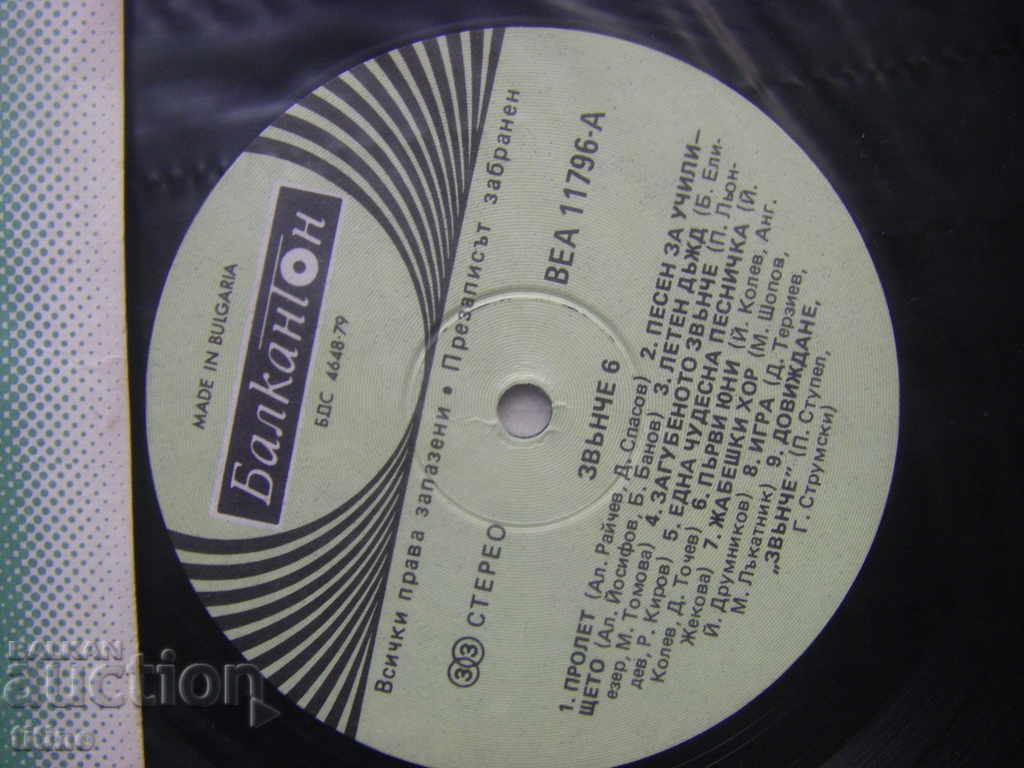 MADE IN BULGARIA
БалканТон
БДС 4648-79
Всички права запазени • Презаписът забранен
33 СТЕРЕО
ВЕА 11796-Д
ЗВЪНЧЕ 6
1. ПРОЛЕТ (Ал. Райчев, Д. Спасов) 2. ПЕСЕН ЗА УЧИЛИ–
ЩЕТО (Ал. Йосифов, Б. Банов) 3. ЛЕТЕН ДЪЖД (Б. Ели-
езер, М. Томова) 4. ЗАГУБЕНОТО ЗВЪНЧЕ (П. Льон-
дев, Р. Киров) 5. ЕДНА ЧУДЕСНА ПЕСНИЧКА (Й.
Колев, Д. Точев) 6. ПЪРВИ ЮНИ (Й. Колев, Анг.
Жекова) 7. ЖАБЕШКИ ХОР (М. Шопов,
Й. Друмников) 8. ИГРА (Д. Терзиев,
М. Лъкатник) 9. ДОВИЖДАНЕ,
„ЗВЪНЧЕ" (П. Ступел,
Г. Струмски)
BALKAN
auction
titino